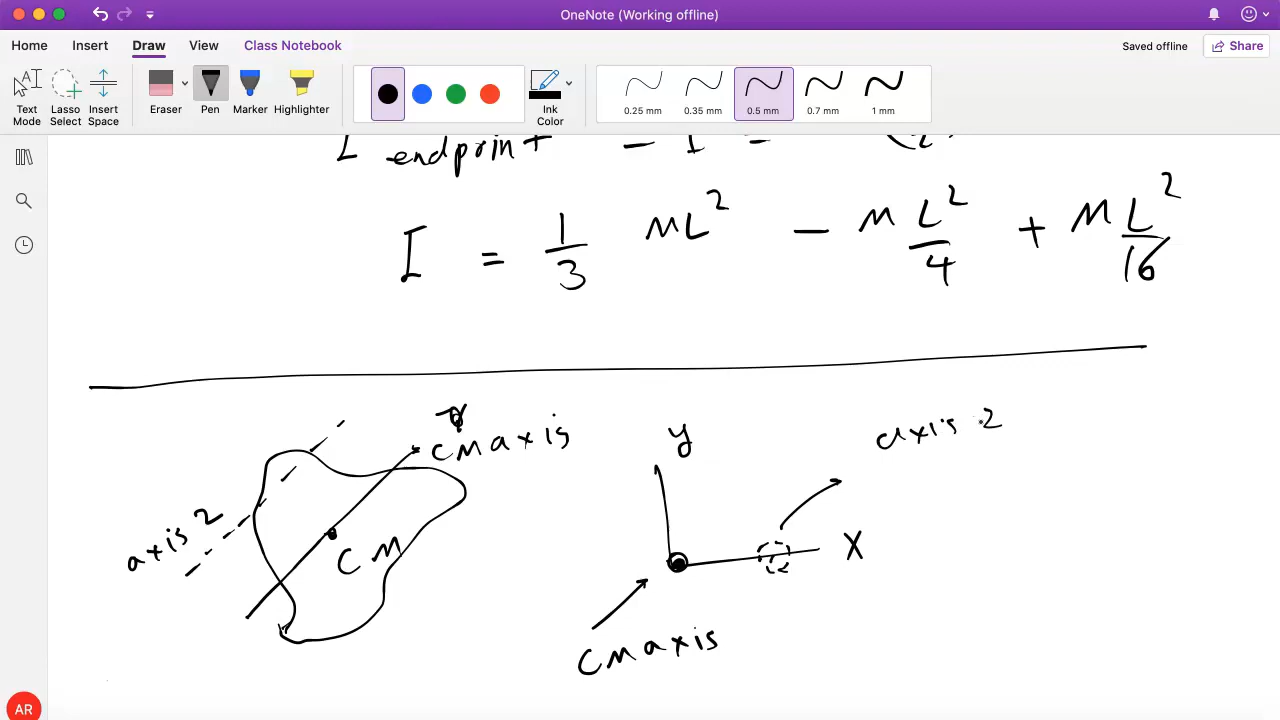 OneNote (Working offline)
Home Insert Draw View Class Notebook
Saved offline Share
Text Mode
Lasso Select
Insert Space
Eraser
Pen
Marker
Highlighter
Ink Color
0.25 mm
0.35 mm
0.5 mm
0.7 mm
1 mm
I endpoint - I =
I = 1/3 ML² - M L²/4 + M L²/16
CM axis
axis 2
CM
y
x
axis 2
CM axis
AR